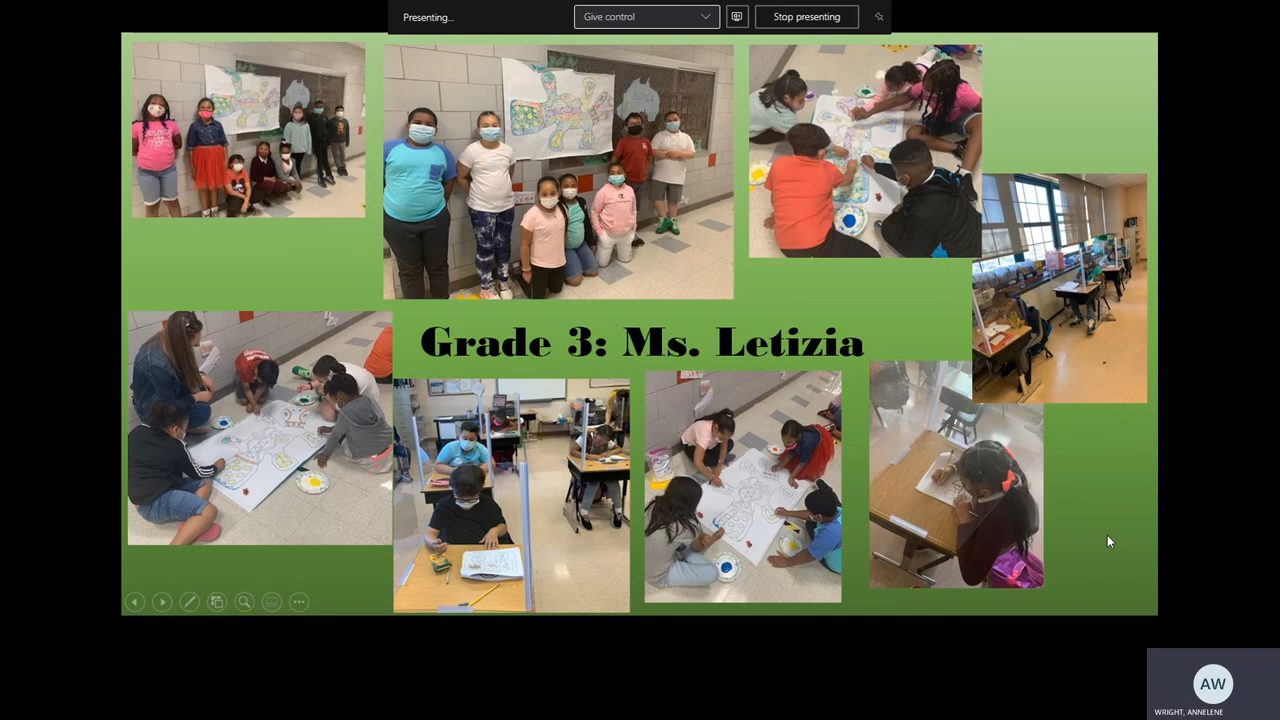 Presenting...
Give control
Stop presenting
Grade 3: Ms. Letizia
AW
WRIGHT, ANNELENE